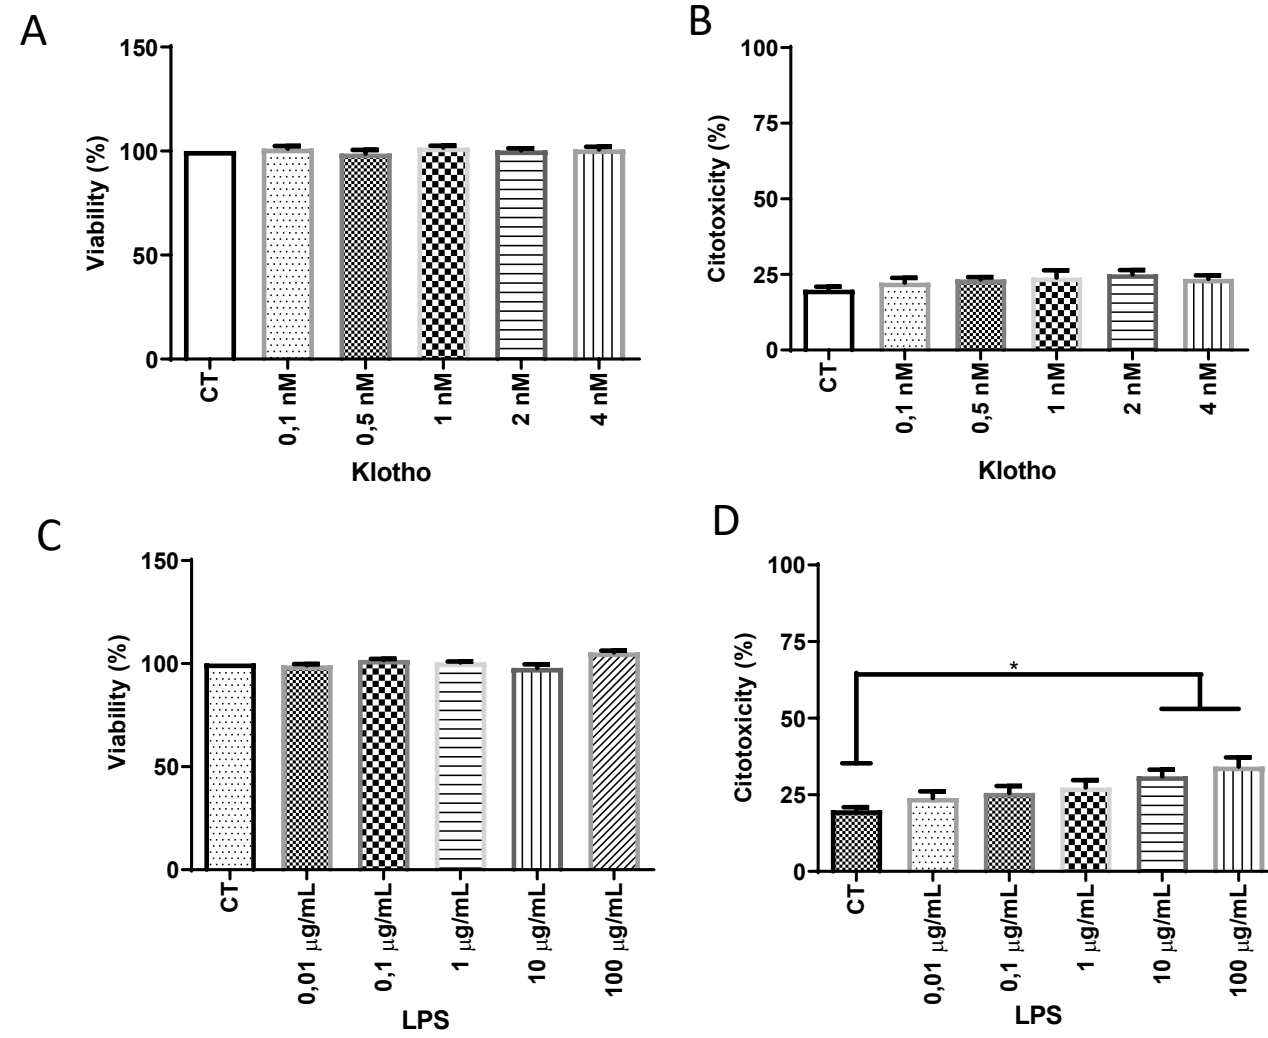 A
150
100
50
0
Viability (%)
CT
0,1 nM
0,5 nM
1 nM
2 nM
4 nM
Klotho
B
100
75
50
25
0
Citotoxicity (%)
CT
0,1 nM
0,5 nM
1 nM
2 nM
4 nM
Klotho
C
150
100
50
0
Viability (%)
CT
0,01 µg/mL
0,1 µg/mL
1 µg/mL
10 µg/mL
100 µg/mL
LPS
D
100
75
50
25
0
Citotoxicity (%)
*
CT
0,01 µg/mL
0,1 µg/mL
1 µg/mL
10 µg/mL
100 µg/mL
LPS